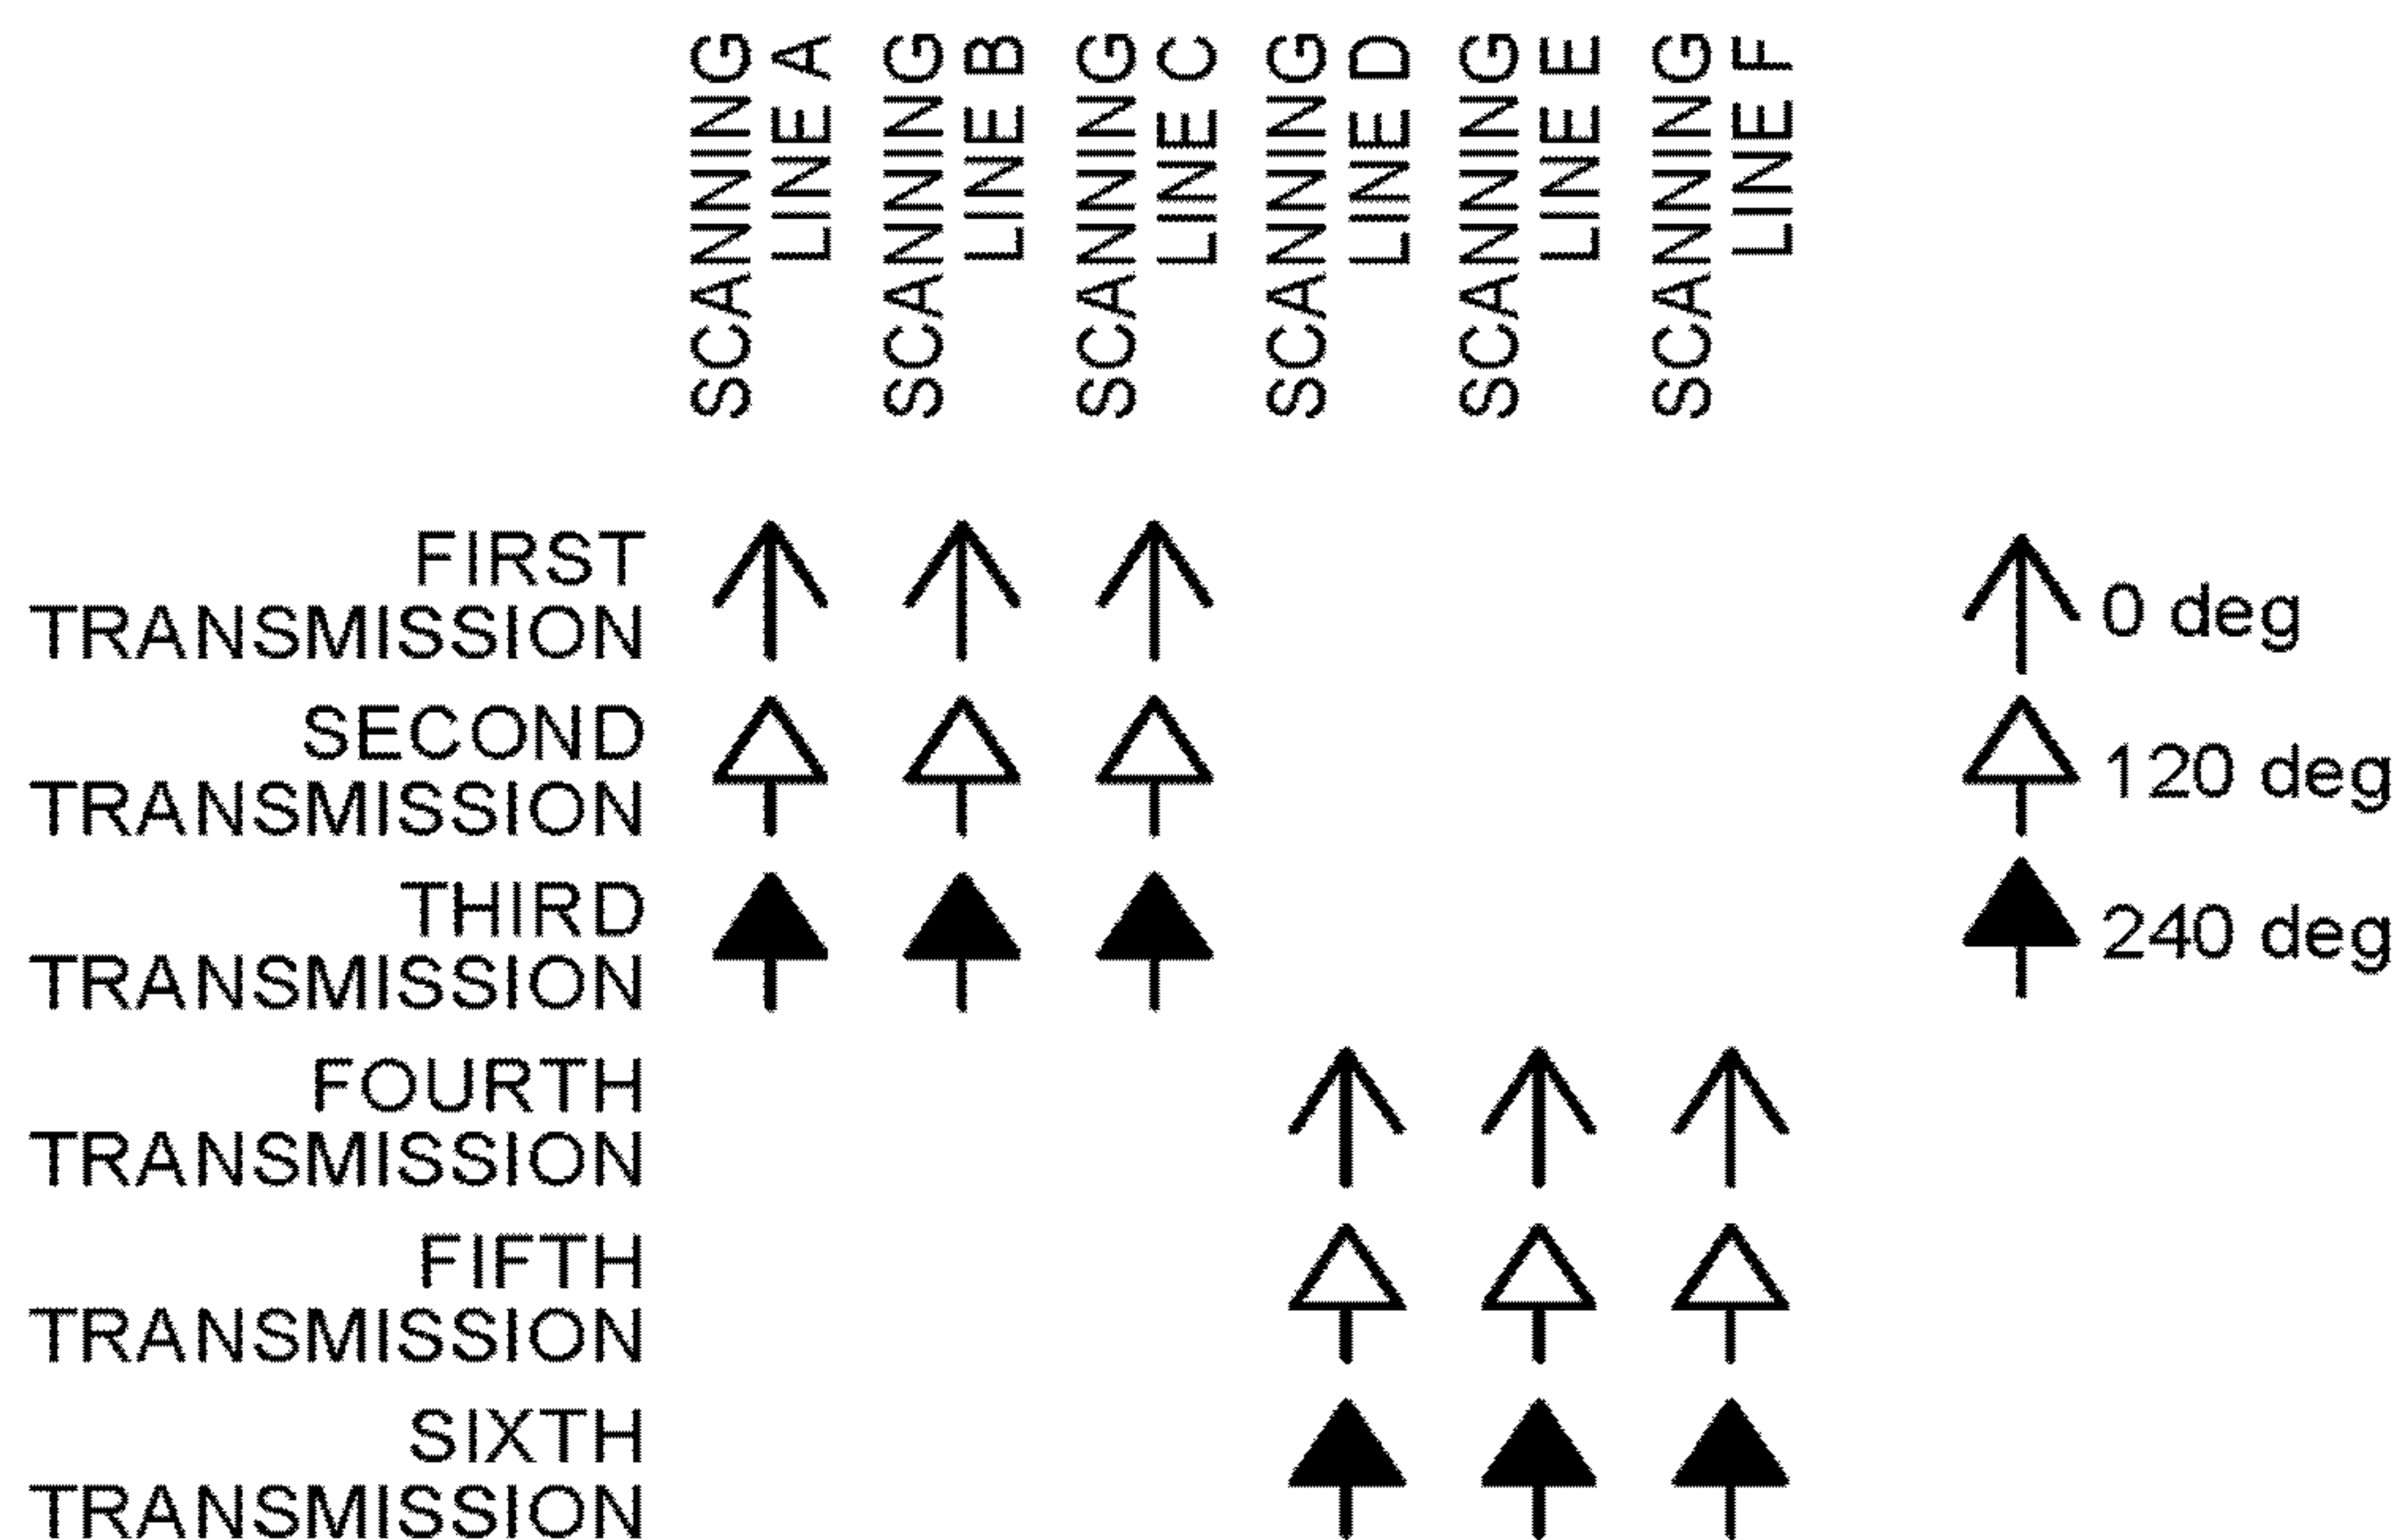 SCANNING
LINE A
SCANNING
LINE B
SCANNING
LINE C
SCANNING
LINE D
SCANNING
LINE E
SCANNING
LINE F
FIRST
TRANSMISSION
SECOND
TRANSMISSION
THIRD
TRANSMISSION
FOURTH
TRANSMISSION
FIFTH
TRANSMISSION
SIXTH
TRANSMISSION
0 deg
120 deg
240 deg